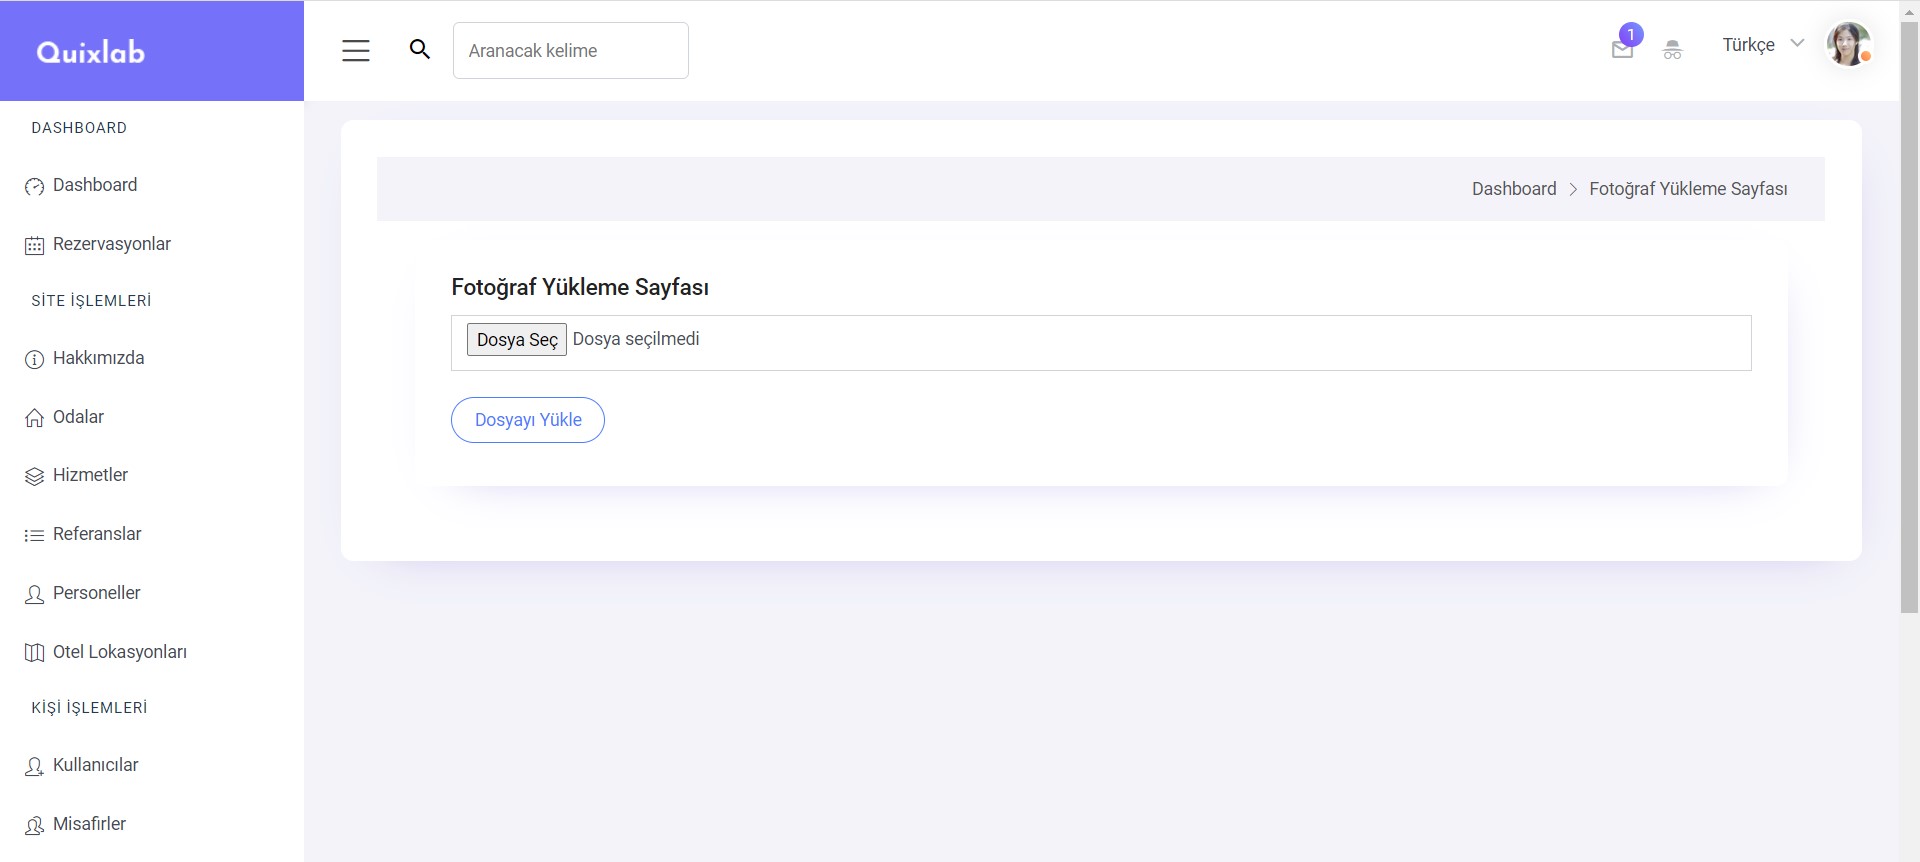 Quixlab
Aranacak kelime
1
Türkçe
DASHBOARD
Dashboard
Rezervasyonlar
SİTE İŞLEMLERİ
Hakkımızda
Odalar
Hizmetler
Referanslar
Personeller
Otel Lokasyonları
KİŞİ İŞLEMLERİ
Kullanıcılar
Misafirler
Dashboard > Fotoğraf Yükleme Sayfası
Fotoğraf Yükleme Sayfası
Dosya Seç Dosya seçilmedi
Dosyayı Yükle